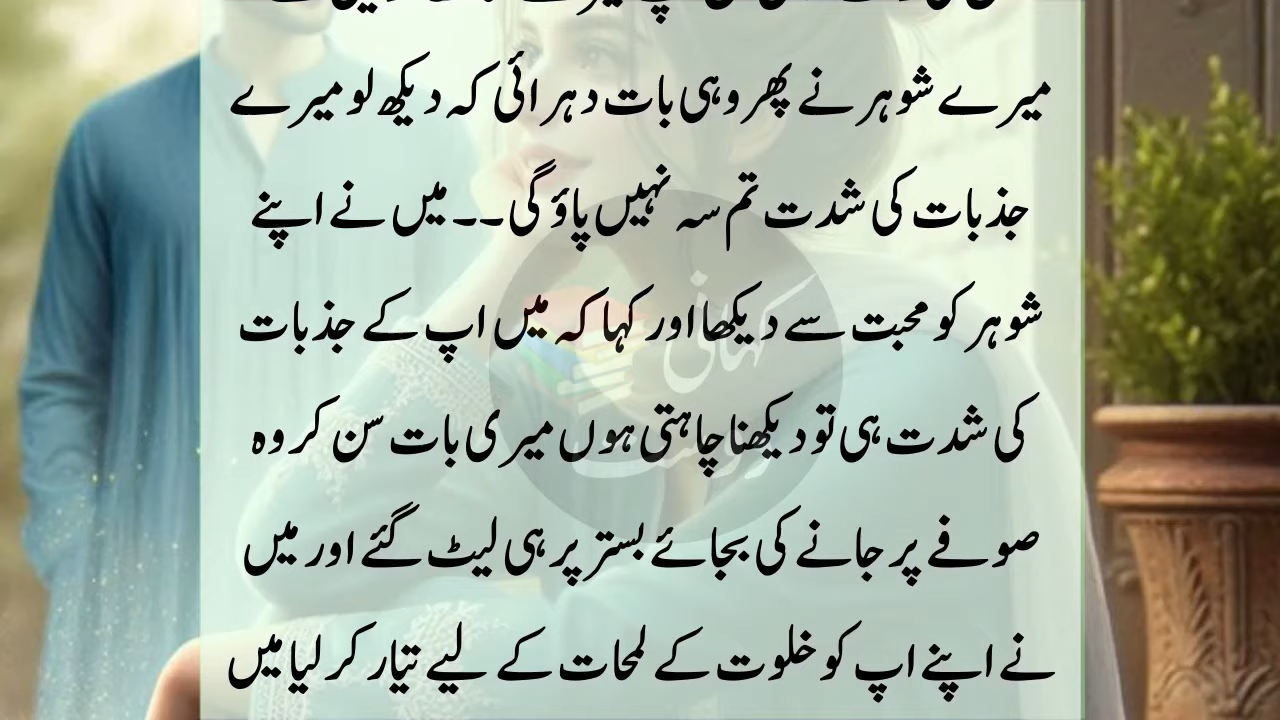 میرے شوہر نے پھر وہی بات دہرائی کہ دیکھ لو میرے
جذبات کی شدت تم سہہ نہیں پاؤ گی۔۔ میں نے اپنے
شوہر کو محبت سے دیکھا اور کہا کہ میں اپ کے جذبات
کی شدت ہی تو دیکھنا چاہتی ہوں میری بات سن کر وہ
صوفے پر جانے کی بجائے بستر پر ہی لیٹ گئے اور میں
نے اپنے اپ کو خلوت کے لمحات کے لیے تیار کر لیا میں
کہانی